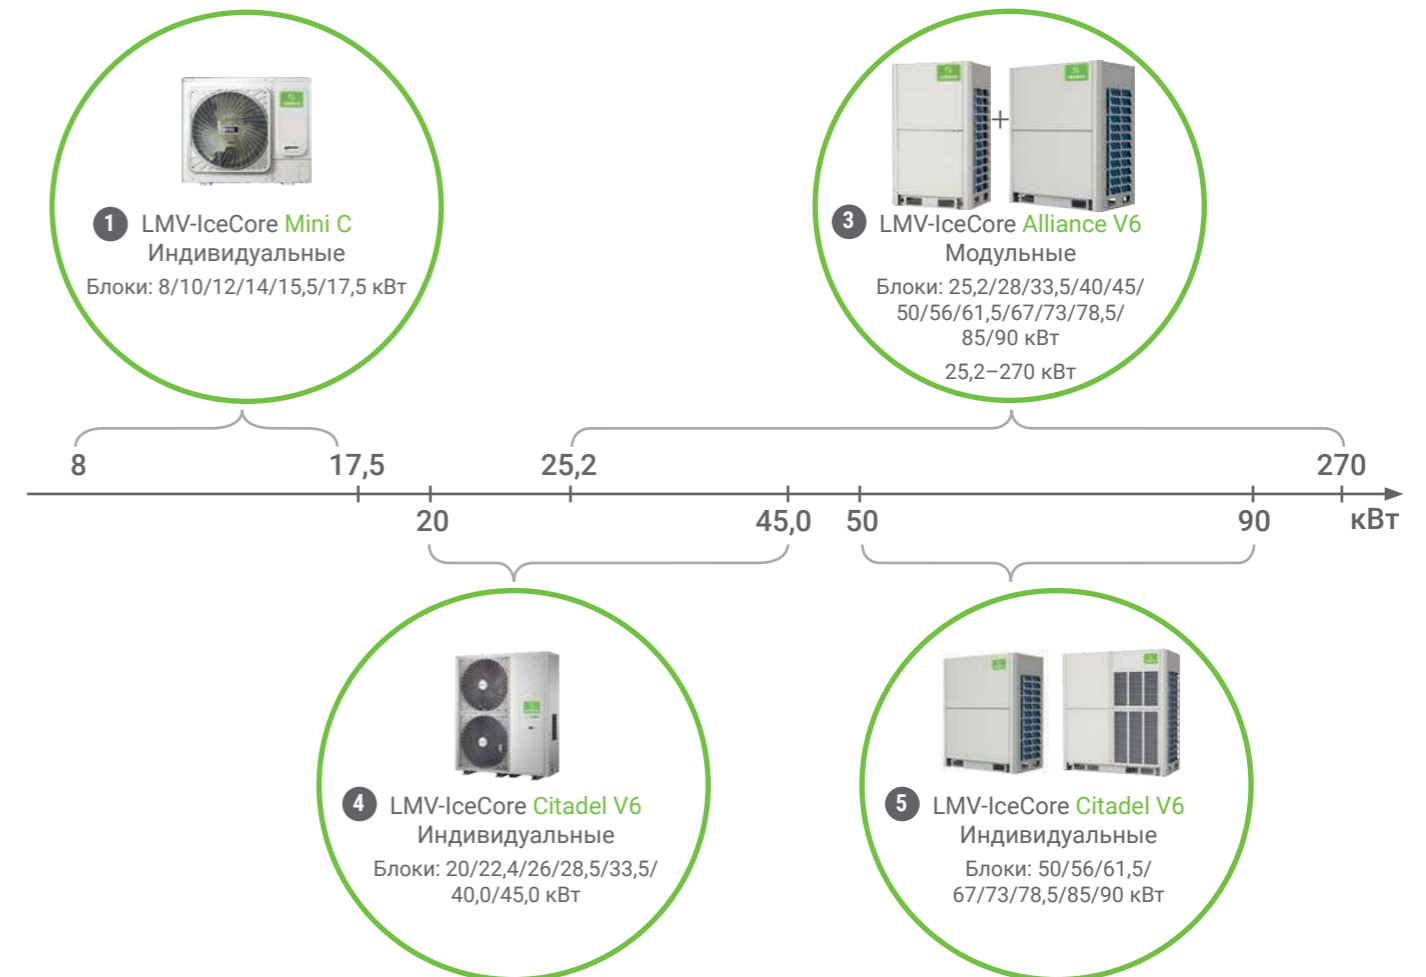 1 LMV-IceCore Mini C
Индивидуальные
Блоки: 8/10/12/14/15,5/17,5 кВт
3 LMV-IceCore Alliance V6
Модульные
Блоки: 25,2/28/33,5/40/45/
50/56/61,5/67/73/78,5/
85/90 кВт
25,2–270 кВт
+
8 17,5 25,2 270
20 45,0 50 90 кВт
4 LMV-IceCore Citadel V6
Индивидуальные
Блоки: 20/22,4/26/28,5/33,5/
40,0/45,0 кВт
5 LMV-IceCore Citadel V6
Индивидуальные
Блоки: 50/56/61,5/
67/73/78,5/85/90 кВт